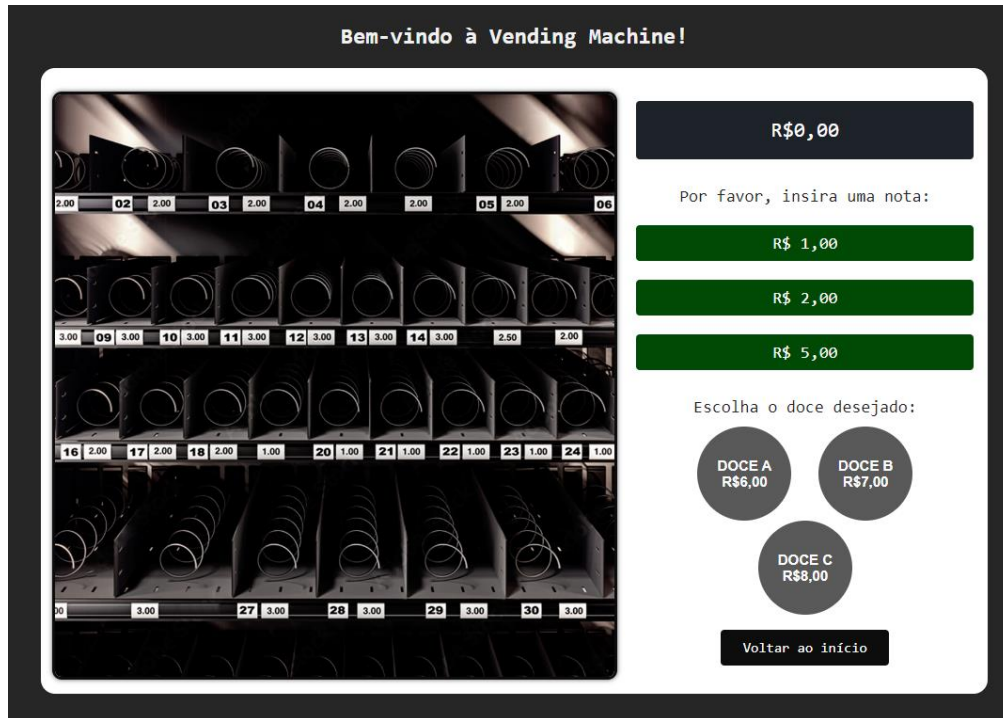 Bem-vindo à Vending Machine!
2.00 02 2.00 03 2.00 04 2.00 2.00 05 2.00 06
3.00 09 3.00 10 3.00 11 3.00 12 3.00 13 3.00 14 3.00 2.50 2.00
16 2.00 17 2.00 18 2.00 1.00 20 1.00 21 1.00 22 1.00 23 1.00 24 1.00
3.00 27 3.00 28 3.00 29 3.00 30 3.00
R$0,00
Por favor, insira uma nota:
R$ 1,00
R$ 2,00
R$ 5,00
Escolha o doce desejado:
DOCE A
R$6,00
DOCE B
R$7,00
DOCE C
R$8,00
Voltar ao início